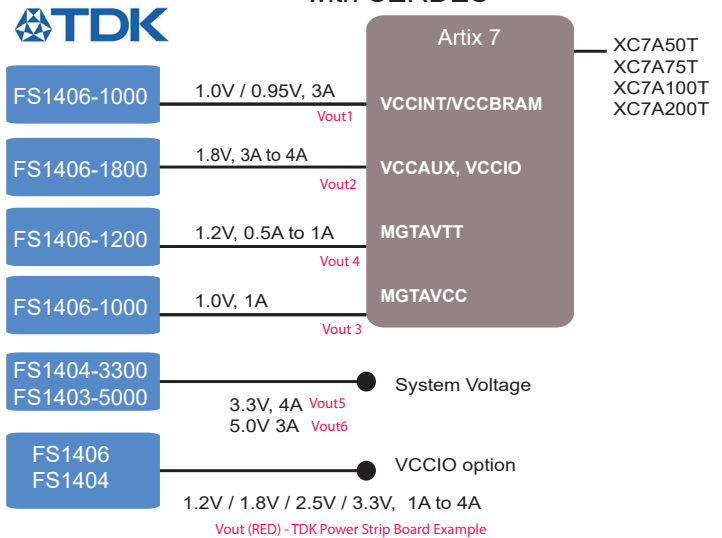 with SERDES
TDK
Artix 7
XC7A50T
XC7A75T
XC7A100T
XC7A200T
FS1406-1000
1.0V / 0.95V, 3A
Vout1
VCCINT/VCCBRAM
FS1406-1800
1.8V, 3A to 4A
Vout2
VCCAUX, VCCIO
FS1406-1200
1.2V, 0.5A to 1A
Vout 4
MGTAVTT
FS1406-1000
1.0V, 1A
Vout 3
MGTAVCC
FS1404-3300
FS1403-5000
3.3V, 4A Vout5
5.0V 3A Vout6
System Voltage
FS1406
FS1404
VCCIO option
1.2V / 1.8V / 2.5V / 3.3V, 1A to 4A
Vout (RED) - TDK Power Strip Board Example